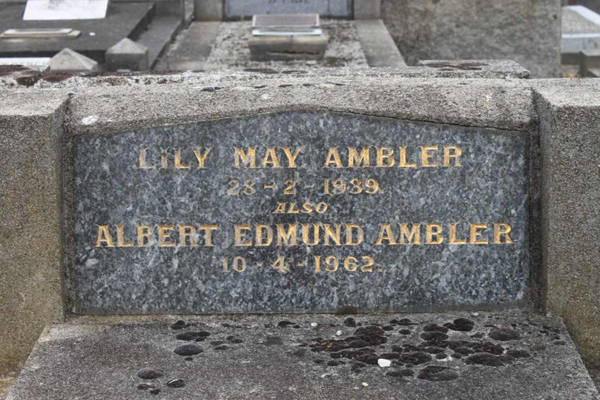 LILY MAY. AMBLER
28-2-1939.
ALSO
ALBERT EDMUND AMBLER
10-4-1962.